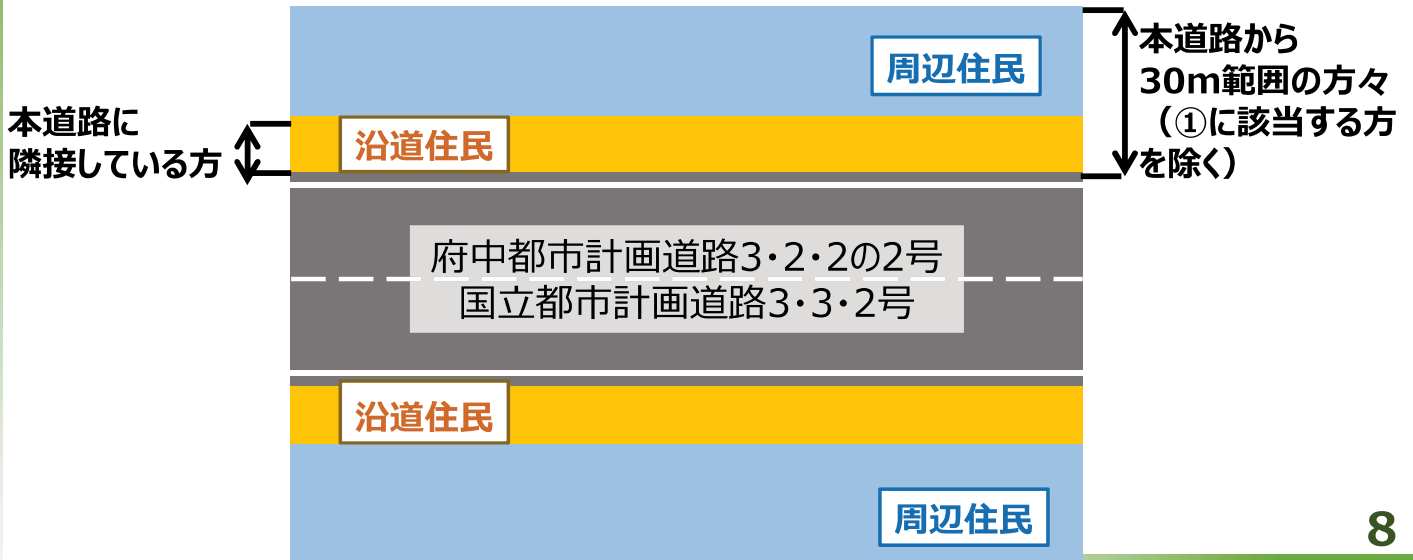 周辺住民
本道路から
30m範囲の方々
（①に該当する方
を除く）
本道路に
隣接している方
沿道住民
府中都市計画道路3・2・2の2号
国立都市計画道路3・3・2号
沿道住民
周辺住民
8